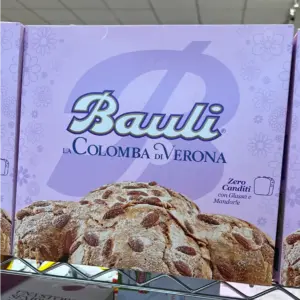 Bauli
LA COLOMBA DI VERONA
Zero
Canditi
con Glassa e
Mandorle